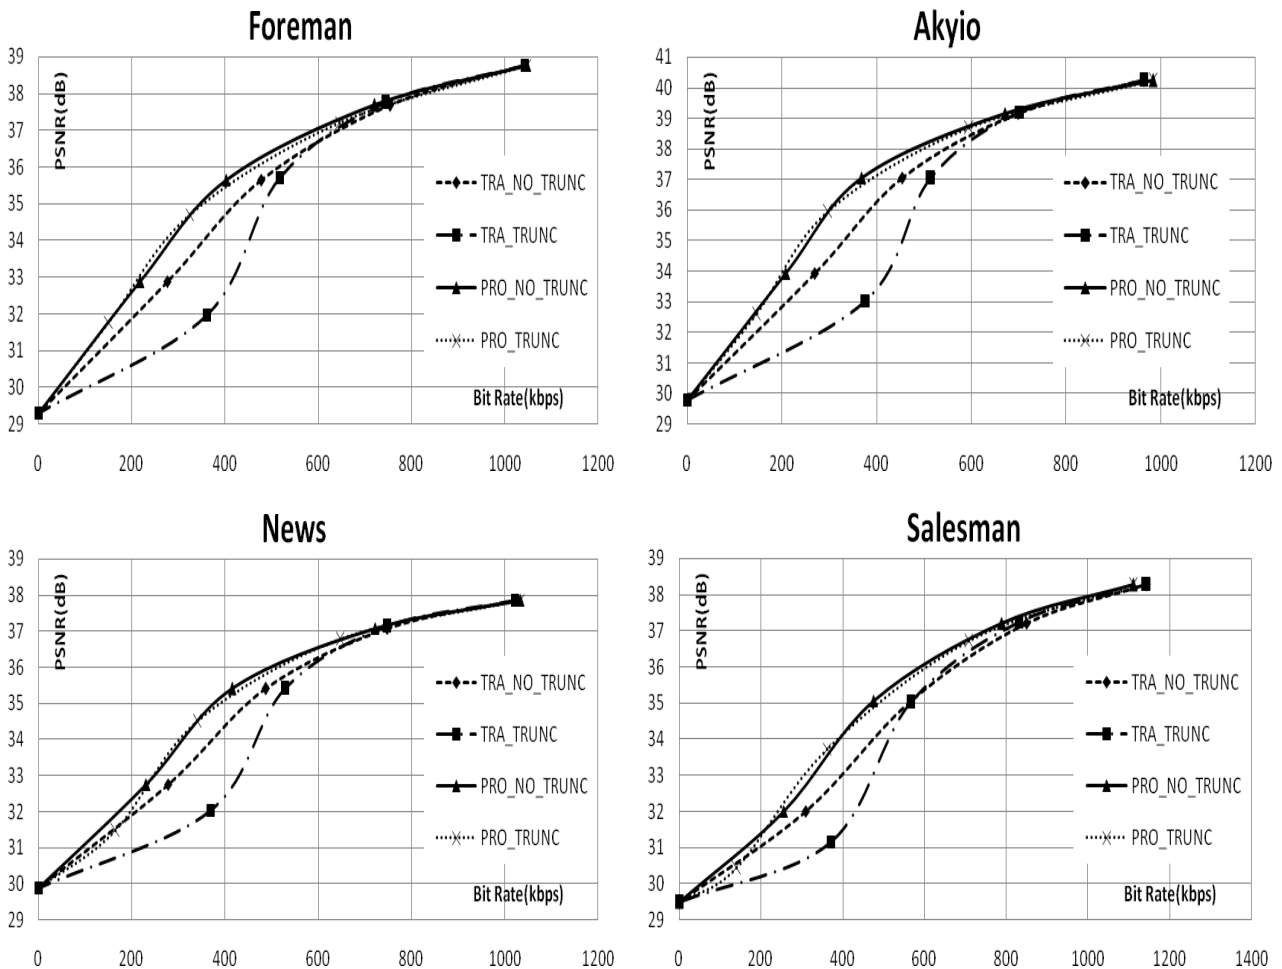 Foreman
39
38
37
36
35
34
33
32
31
30
29
PSNR(dB)
TRA_NO_TRUNC
TRA_TRUNC
PRO_NO_TRUNC
PRO_TRUNC
Bit Rate(kbps)
0 200 400 600 800 1000 1200
Akyio
41
40
39
38
37
36
35
34
33
32
31
30
29
PSNR(dB)
TRA_NO_TRUNC
TRA_TRUNC
PRO_NO_TRUNC
PRO_TRUNC
Bit Rate(kbps)
0 200 400 600 800 1000 1200
News
39
38
37
36
35
34
33
32
31
30
29
PSNR(dB)
TRA_NO_TRUNC
TRA_TRUNC
PRO_NO_TRUNC
PRO_TRUNC
Bit Rate(kbps)
0 200 400 600 800 1000 1200
Salesman
39
38
37
36
35
34
33
32
31
30
29
PSNR(dB)
TRA_NO_TRUNC
TRA_TRUNC
PRO_NO_TRUNC
PRO_TRUNC
Bit Rate(kbps)
0 200 400 600 800 1000 1200 1400